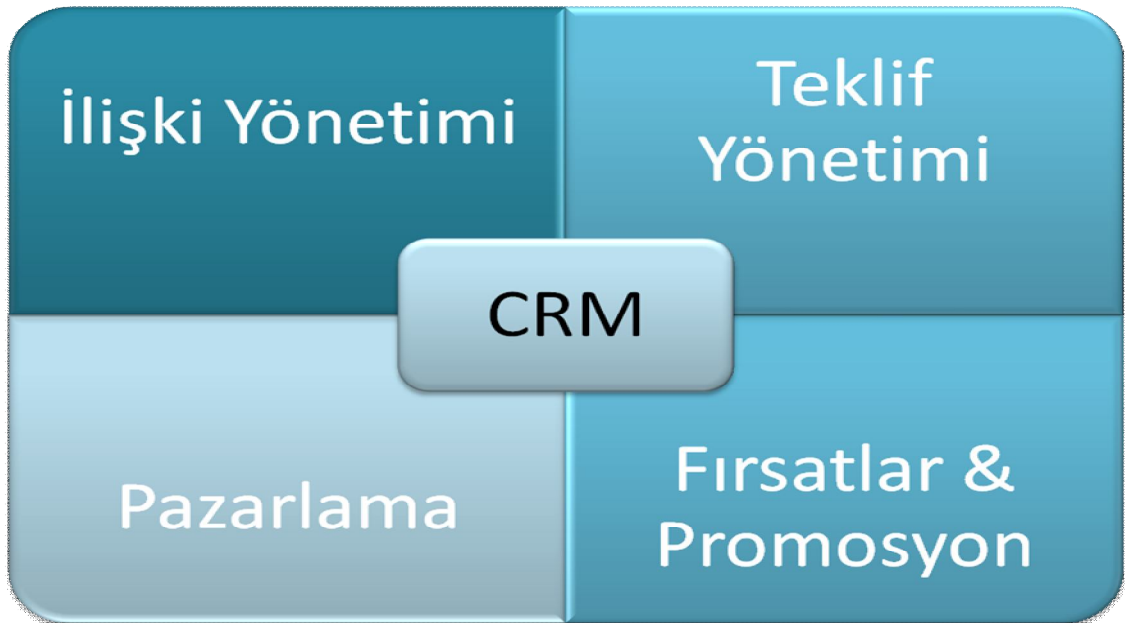 İlişki Yönetimi
Teklif
Yönetimi
CRM
Pazarlama
Fırsatlar &
Promosyon